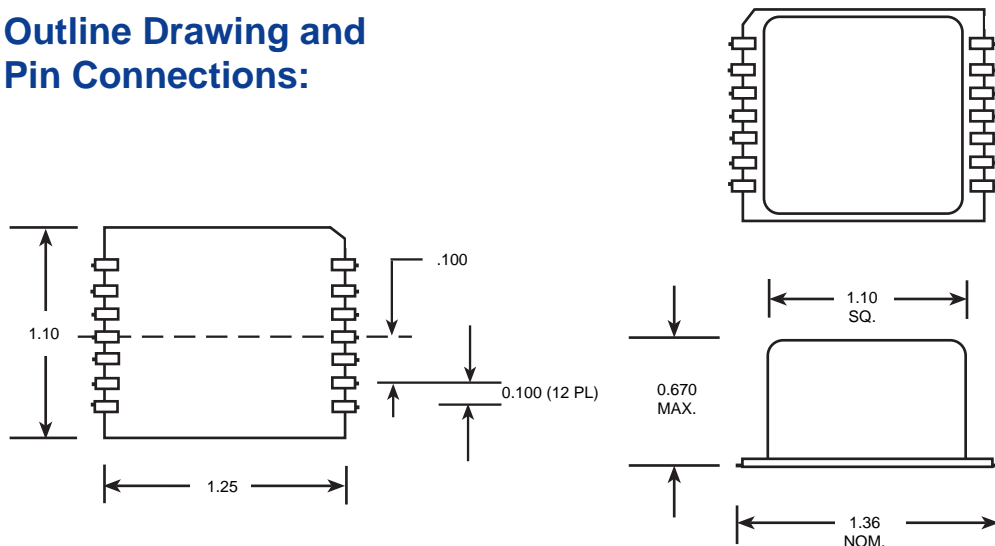 Outline Drawing and
Pin Connections:
.100
1.10
0.100 (12 PL)
1.25
1.10
SQ.
0.670
MAX.
1.36
NOM.